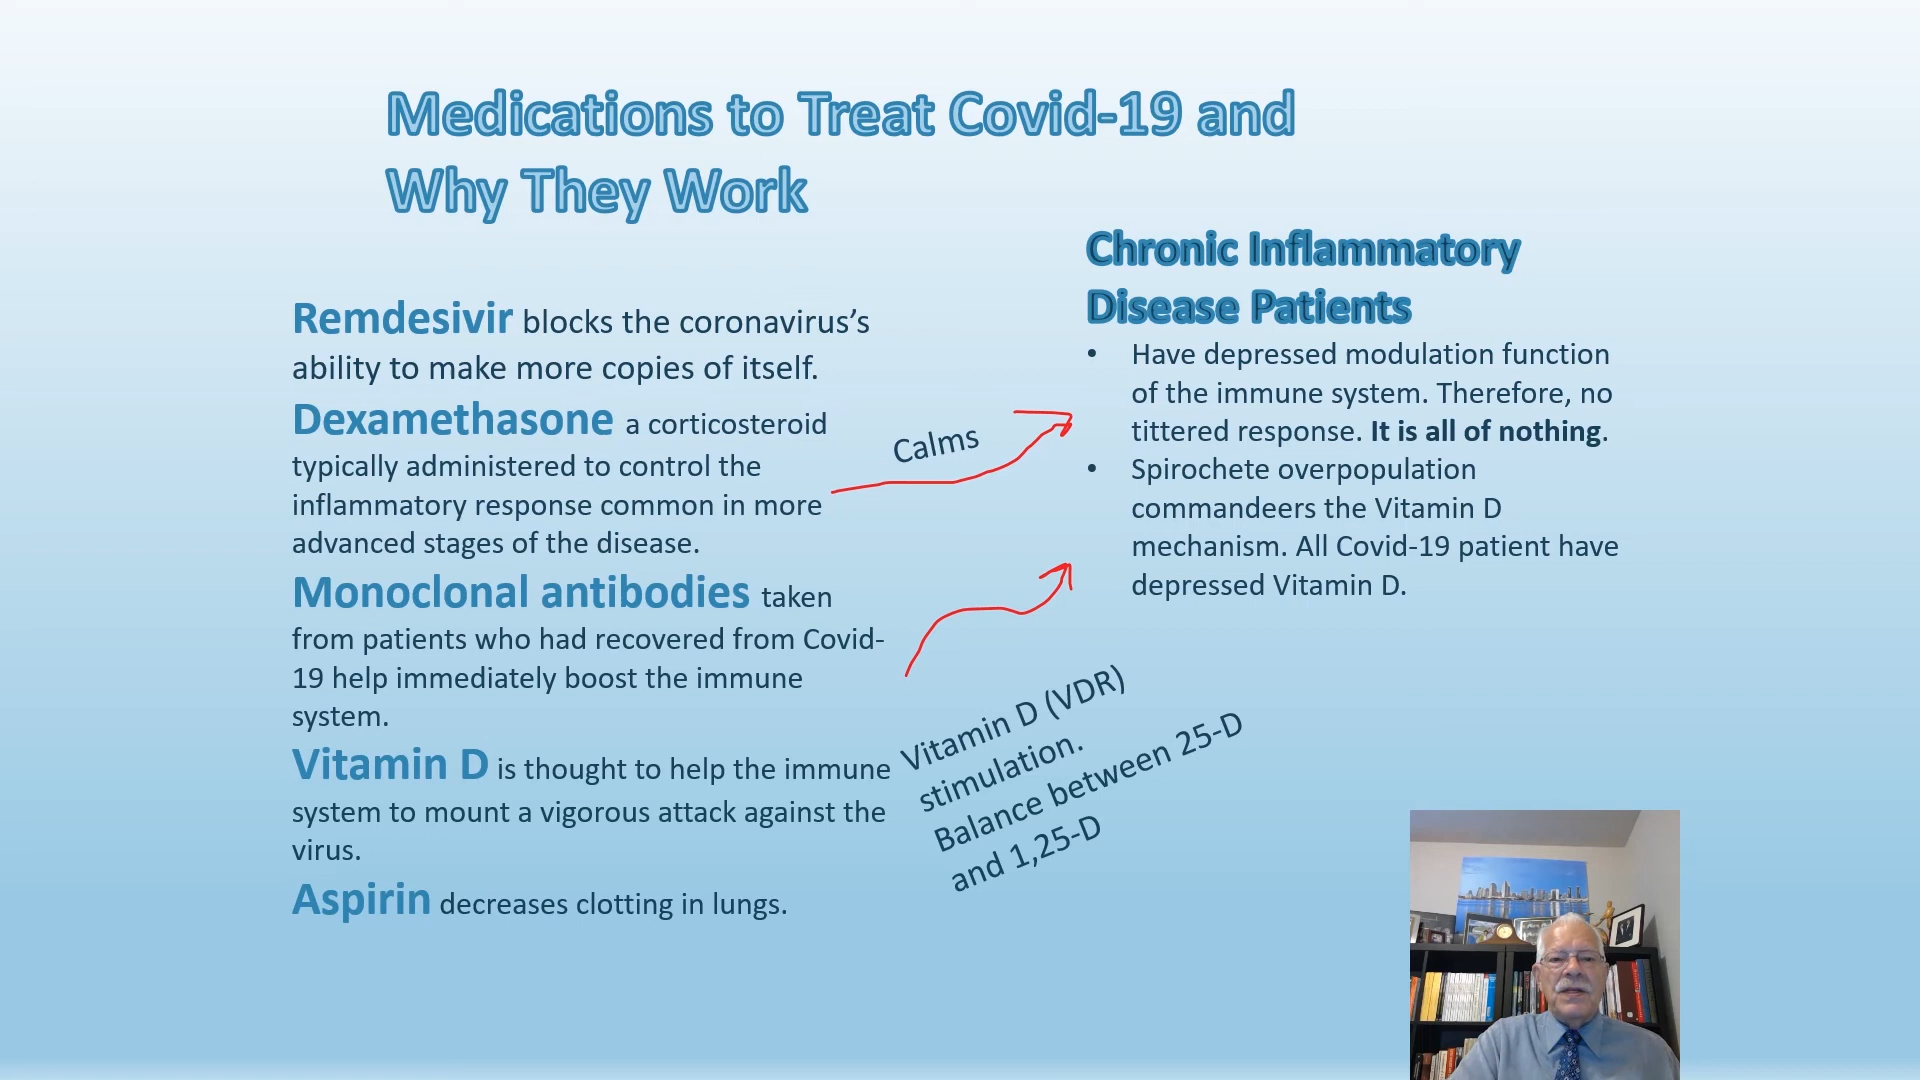 Medications to Treat Covid-19 and
Why They Work
Remdesivir blocks the coronavirus’s
ability to make more copies of itself.
Dexamethasone a corticosteroid
typically administered to control the
inflammatory response common in more
advanced stages of the disease.
Monoclonal antibodies taken
from patients who had recovered from Covid-
19 help immediately boost the immune
system.
Vitamin D is thought to help the immune
system to mount a vigorous attack against the
virus.
Aspirin decreases clotting in lungs.
Calms
Vitamin D (VDR)
stimulation.
Balance between 25-D
and 1,25-D
Chronic Inflammatory
Disease Patients
• Have depressed modulation function
of the immune system. Therefore, no
tittered response. It is all of nothing.
• Spirochete overpopulation
commandeers the Vitamin D
mechanism. All Covid-19 patient have
depressed Vitamin D.